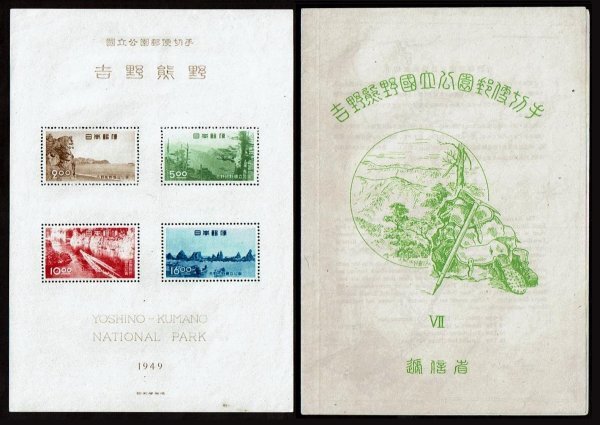 國立公園郵便切手
吉野熊野
日本郵便
2.00
日本郵便
5.00
日本郵便
10.00
日本郵便
16.00
YOSHINO-KUMANO
NATIONAL PARK
1949
吉野熊野國立公園郵便切手
VII
遞信省